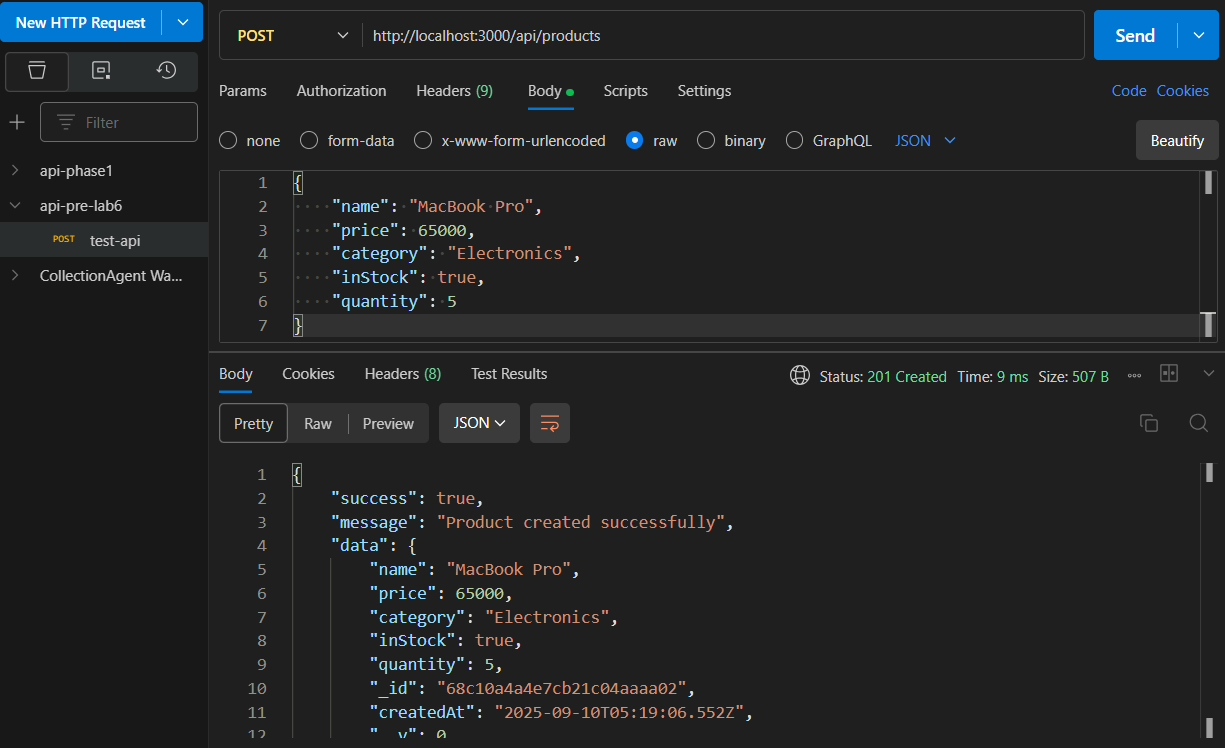 New HTTP Request
POST http://localhost:3000/api/products Send
Params Authorization Headers (9) Body Scripts Settings Code Cookies
none form-data x-www-form-urlencoded raw binary GraphQL JSON Beautify
Filter
api-phase1
api-pre-lab6
POST test-api
CollectionAgent Wa...
1 {
2 "name": "MacBook Pro",
3 "price": 65000,
4 "category": "Electronics",
5 "inStock": true,
6 "quantity": 5
7 }
Body Cookies Headers (8) Test Results Status: 201 Created Time: 9 ms Size: 507 B
Pretty Raw Preview JSON
1 {
2 "success": true,
3 "message": "Product created successfully",
4 "data": {
5 "name": "MacBook Pro",
6 "price": 65000,
7 "category": "Electronics",
8 "inStock": true,
9 "quantity": 5,
10 "_id": "68c10a4a4e7cb21c04aaaa02",
11 "createdAt": "2025-09-10T05:19:06.552Z",
12 "__v": 0